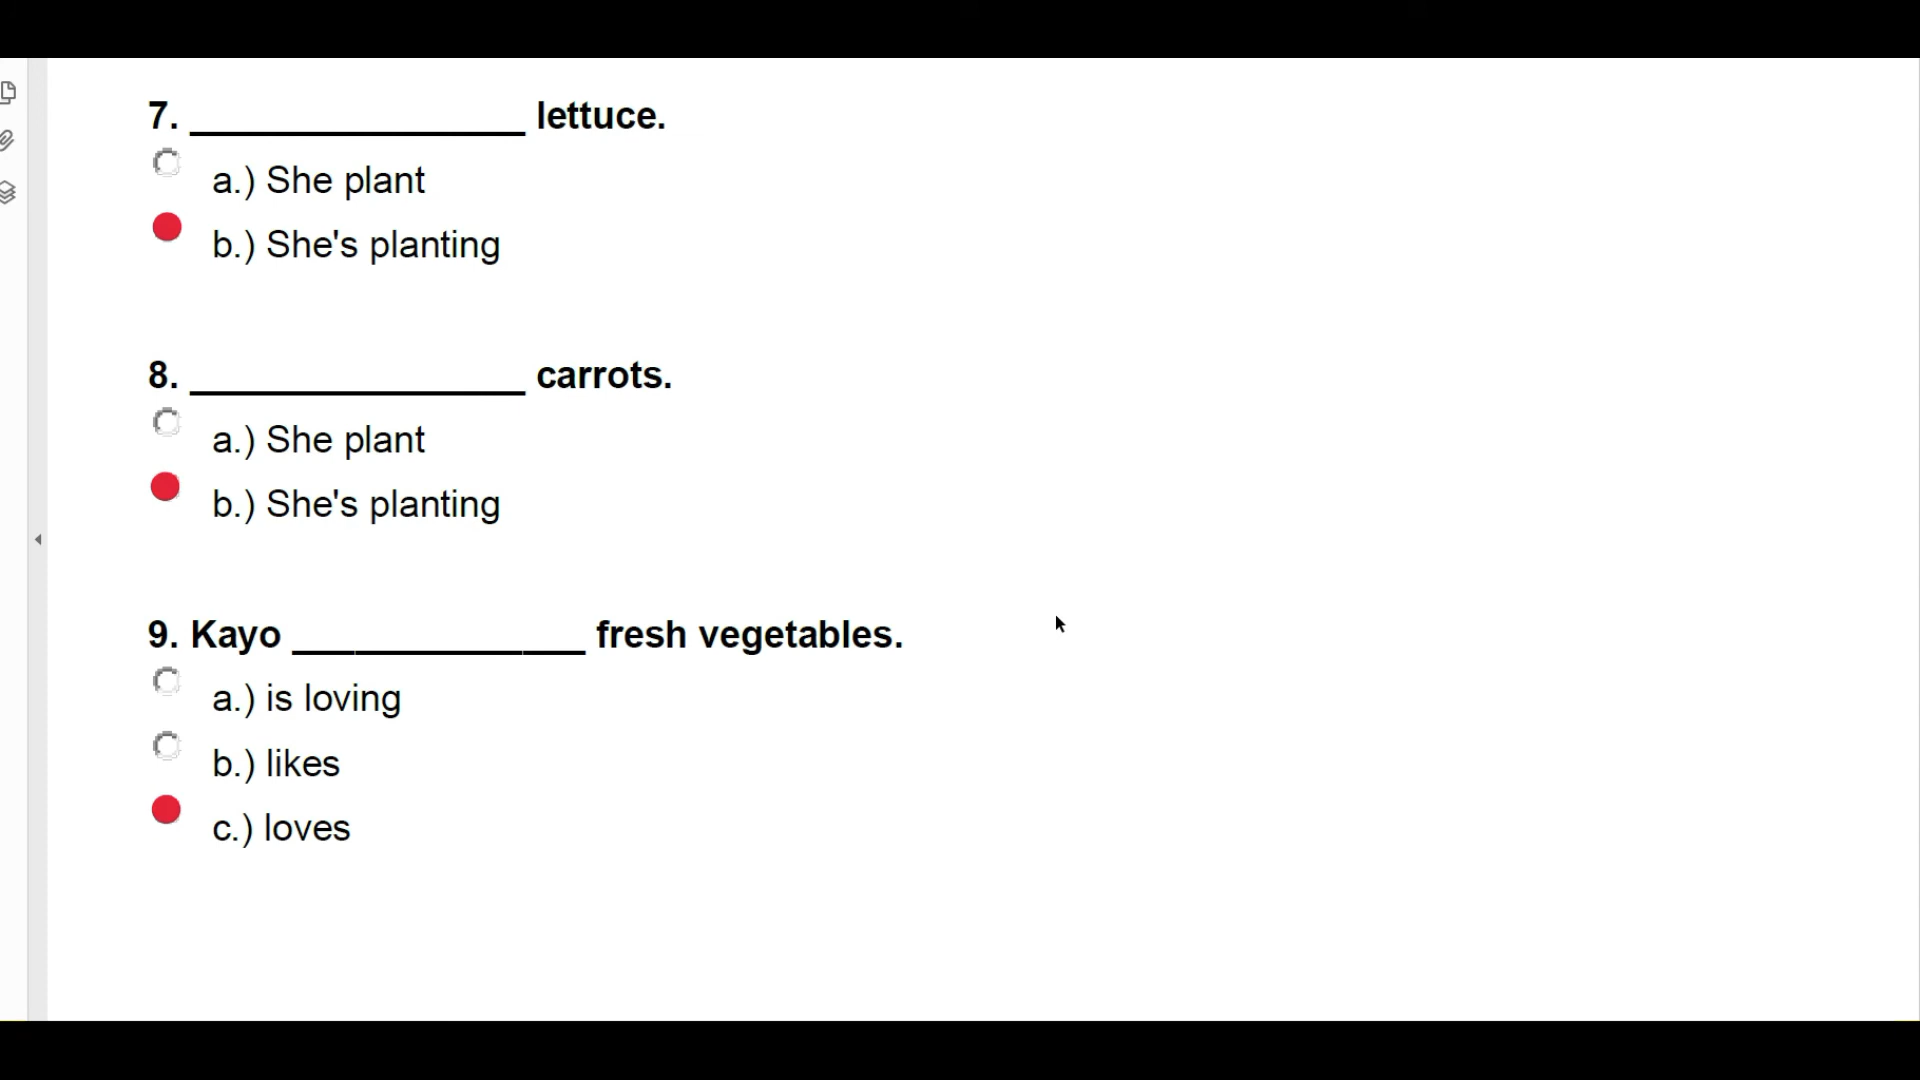 7. ________________ lettuce.
a.) She plant
b.) She's planting
8. ________________ carrots.
a.) She plant
b.) She's planting
9. Kayo ______________ fresh vegetables.
a.) is loving
b.) likes
c.) loves